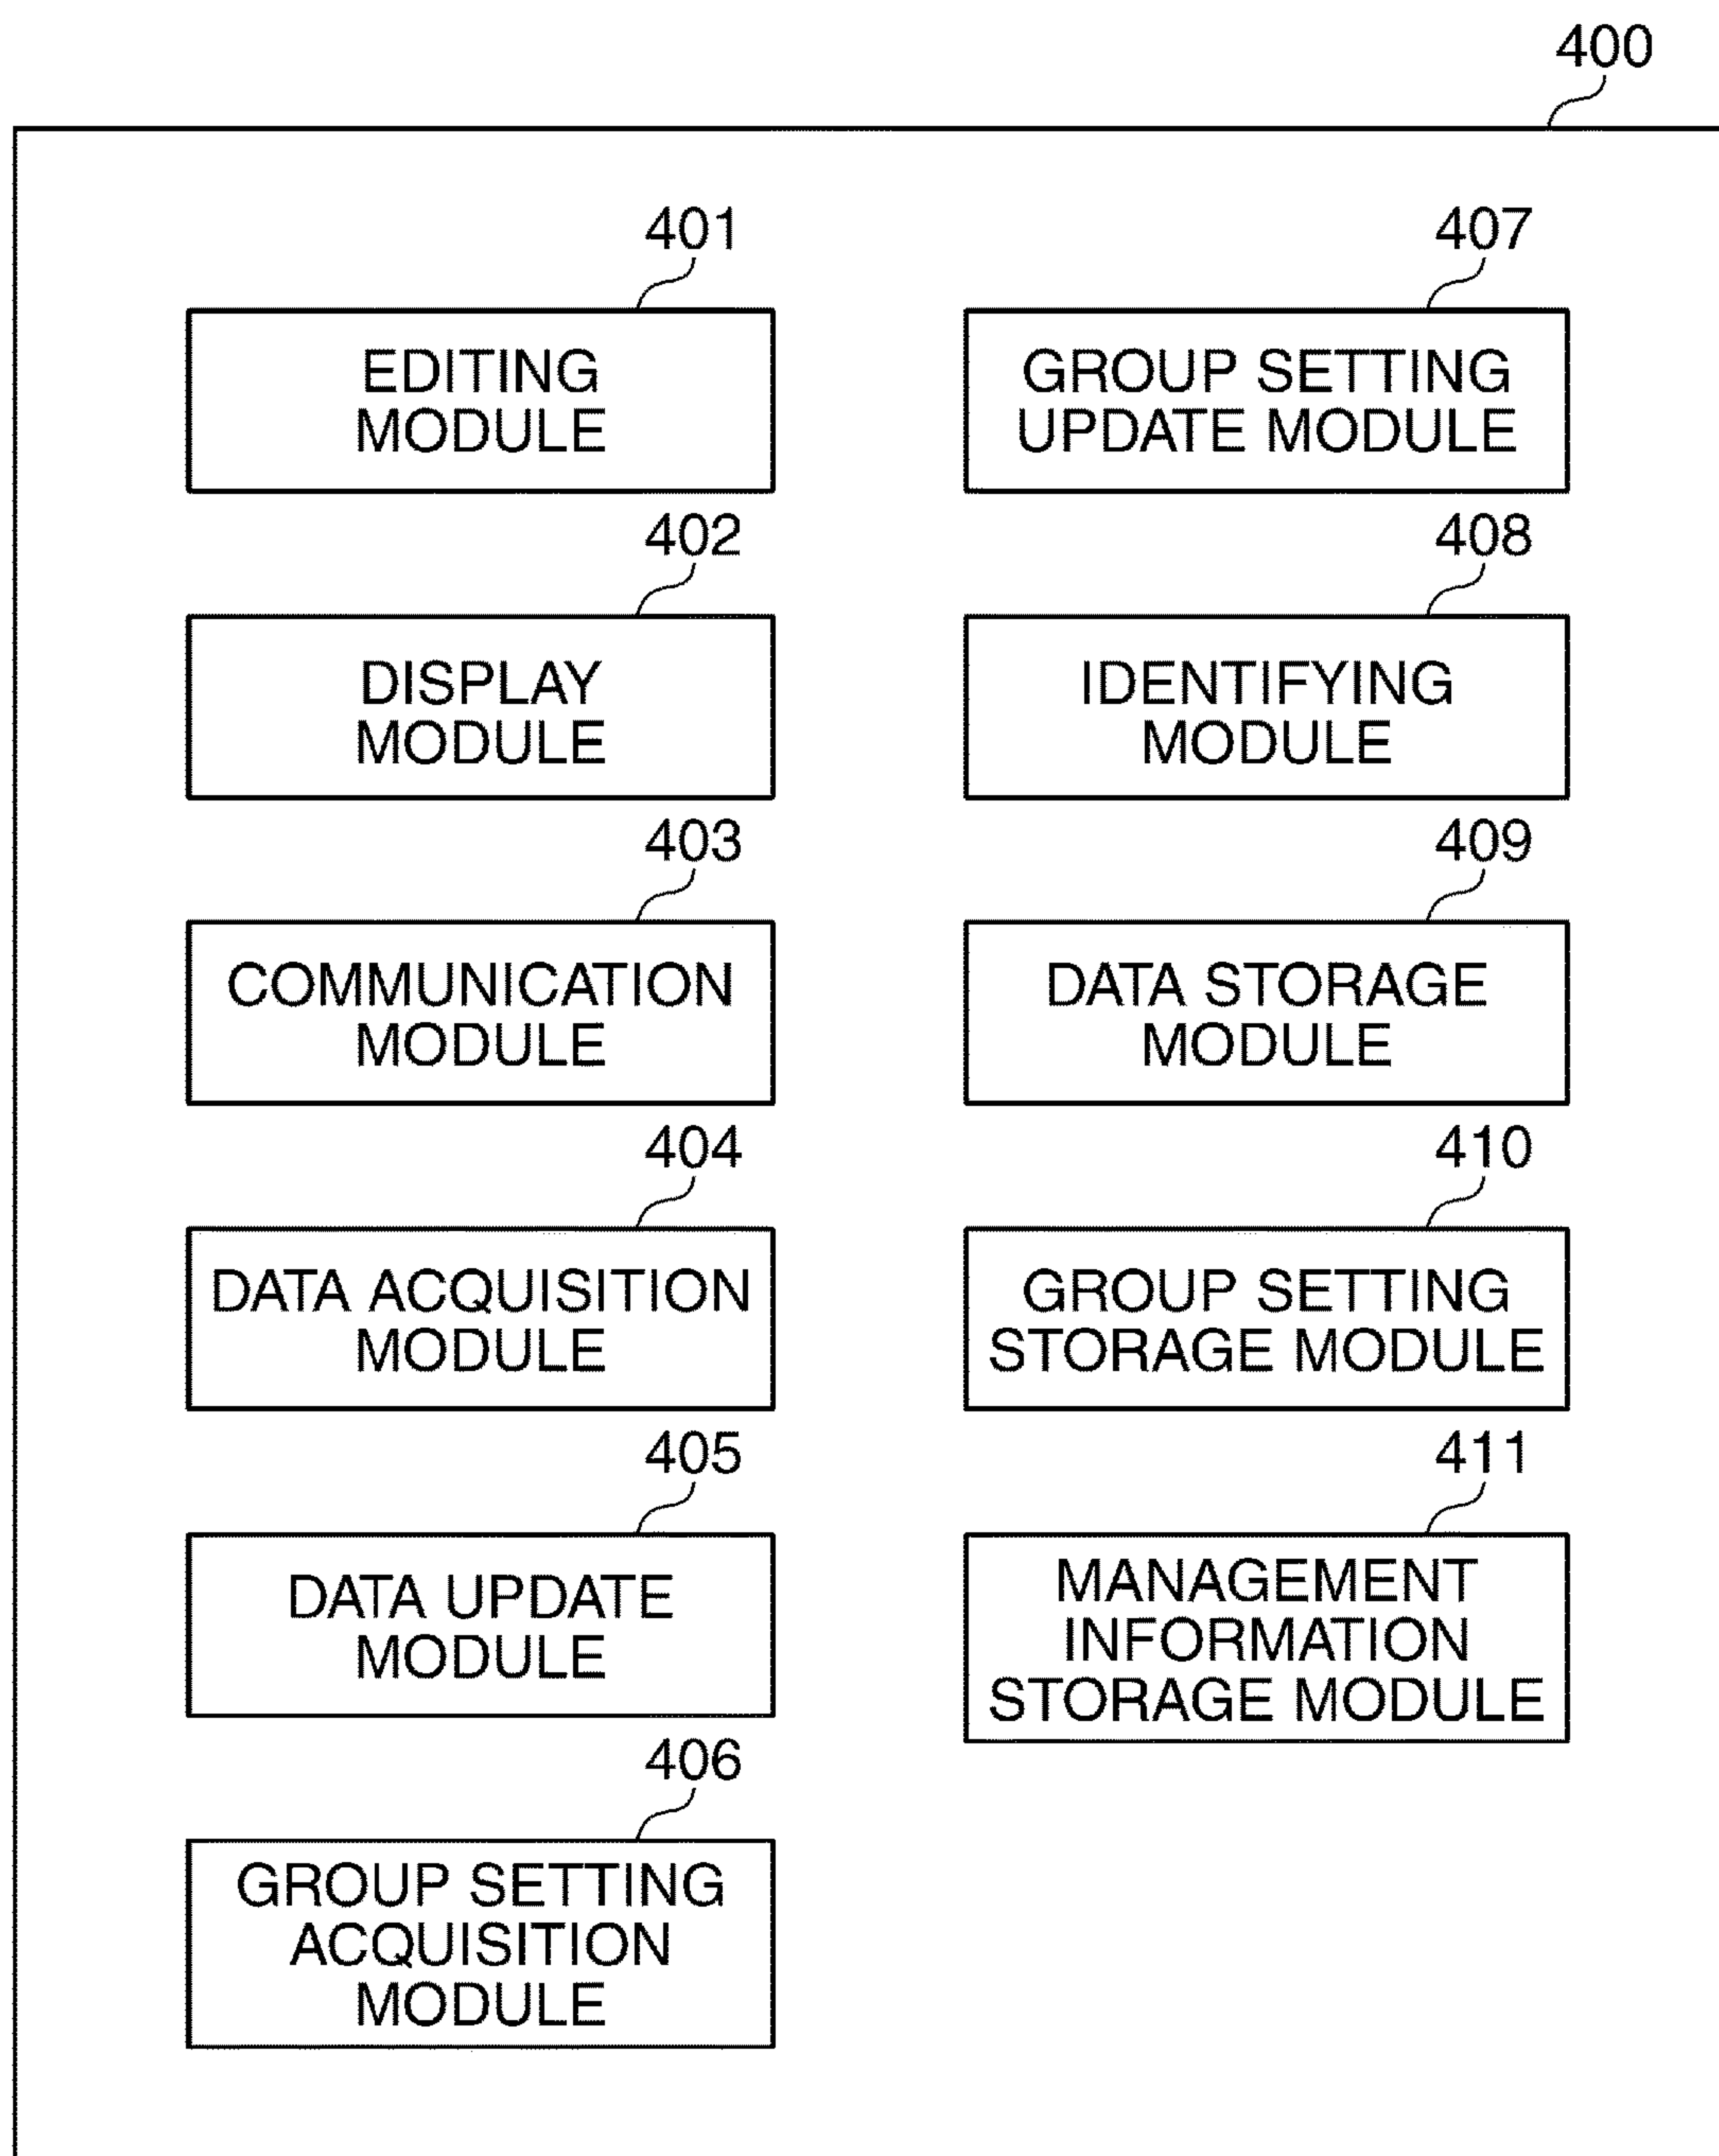 400
401
EDITING
MODULE
402
DISPLAY
MODULE
403
COMMUNICATION
MODULE
404
DATA ACQUISITION
MODULE
405
DATA UPDATE
MODULE
406
GROUP SETTING
ACQUISITION
MODULE
407
GROUP SETTING
UPDATE MODULE
408
IDENTIFYING
MODULE
409
DATA STORAGE
MODULE
410
GROUP SETTING
STORAGE MODULE
411
MANAGEMENT
INFORMATION
STORAGE MODULE